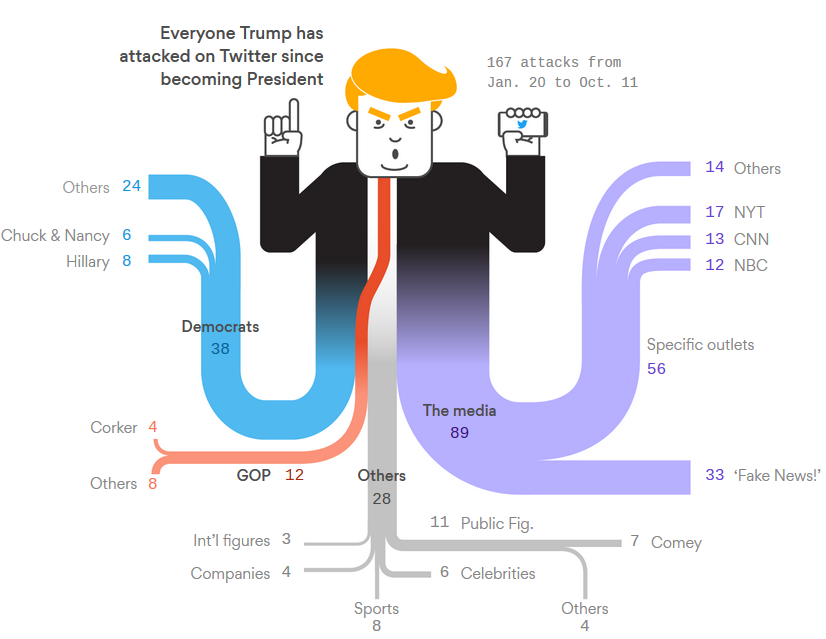 Everyone Trump has
attacked on Twitter since
becoming President
167 attacks from
Jan. 20 to Oct. 11
Others 24
Chuck & Nancy 6
Hillary 8
Democrats
38
14 Others
17 NYT
13 CNN
12 NBC
Specific outlets
56
The media
89
33 ‘Fake News!’
Corker 4
Others 8
GOP 12
Others
28
Int’l figures 3
Companies 4
Sports
8
11 Public Fig.
6 Celebrities
7 Comey
Others
4